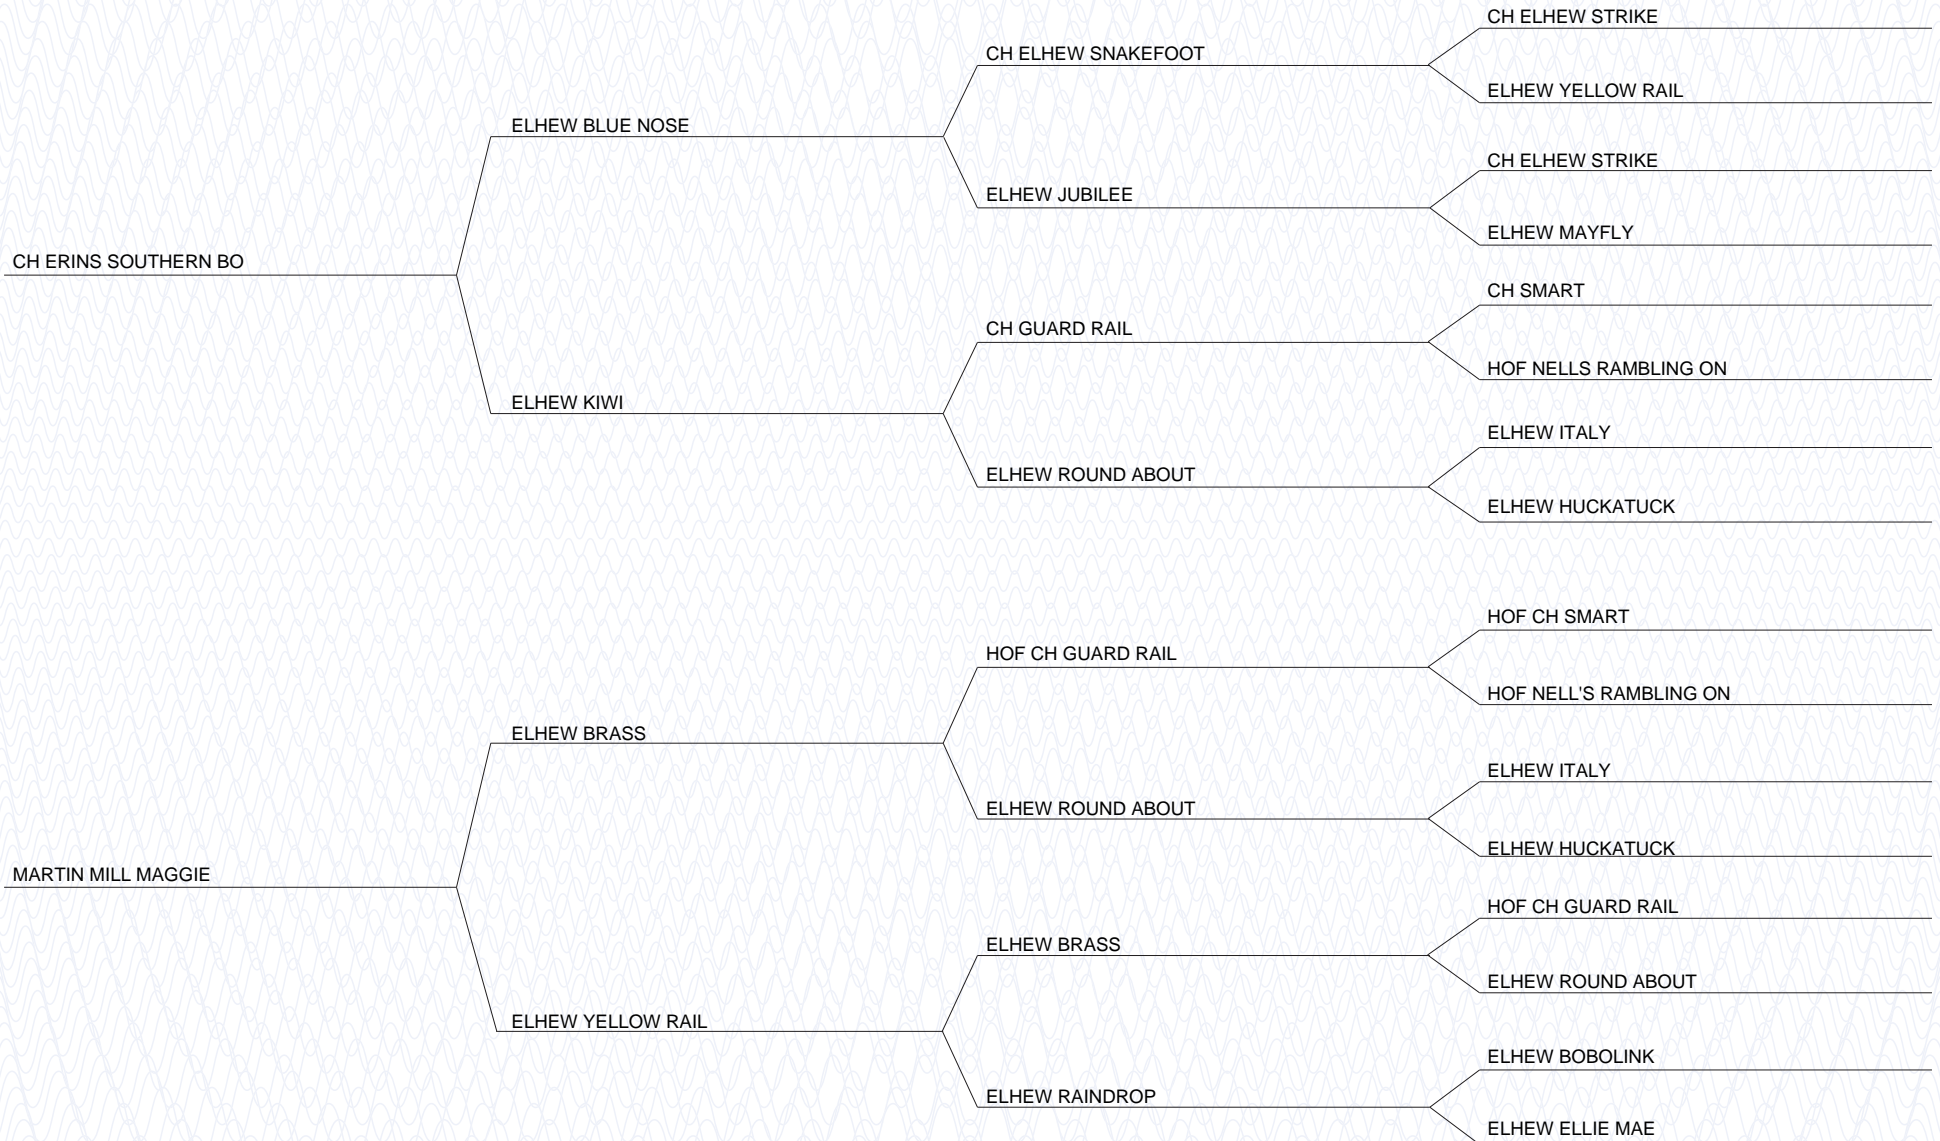 CH ELHEW STRIKE
CH ELHEW SNAKEFOOT
ELHEW YELLOW RAIL
ELHEW BLUE NOSE
CH ELHEW STRIKE
ELHEW JUBILEE
ELHEW MAYFLY
CH ERINS SOUTHERN BO
CH SMART
CH GUARD RAIL
HOF NELLS RAMBLING ON
ELHEW KIWI
ELHEW ITALY
ELHEW ROUND ABOUT
ELHEW HUCKATUCK
HOF CH SMART
HOF CH GUARD RAIL
HOF NELL'S RAMBLING ON
ELHEW BRASS
ELHEW ITALY
ELHEW ROUND ABOUT
ELHEW HUCKATUCK
MARTIN MILL MAGGIE
HOF CH GUARD RAIL
ELHEW BRASS
ELHEW ROUND ABOUT
ELHEW YELLOW RAIL
ELHEW BOBOLINK
ELHEW RAINDROP
ELHEW ELLIE MAE